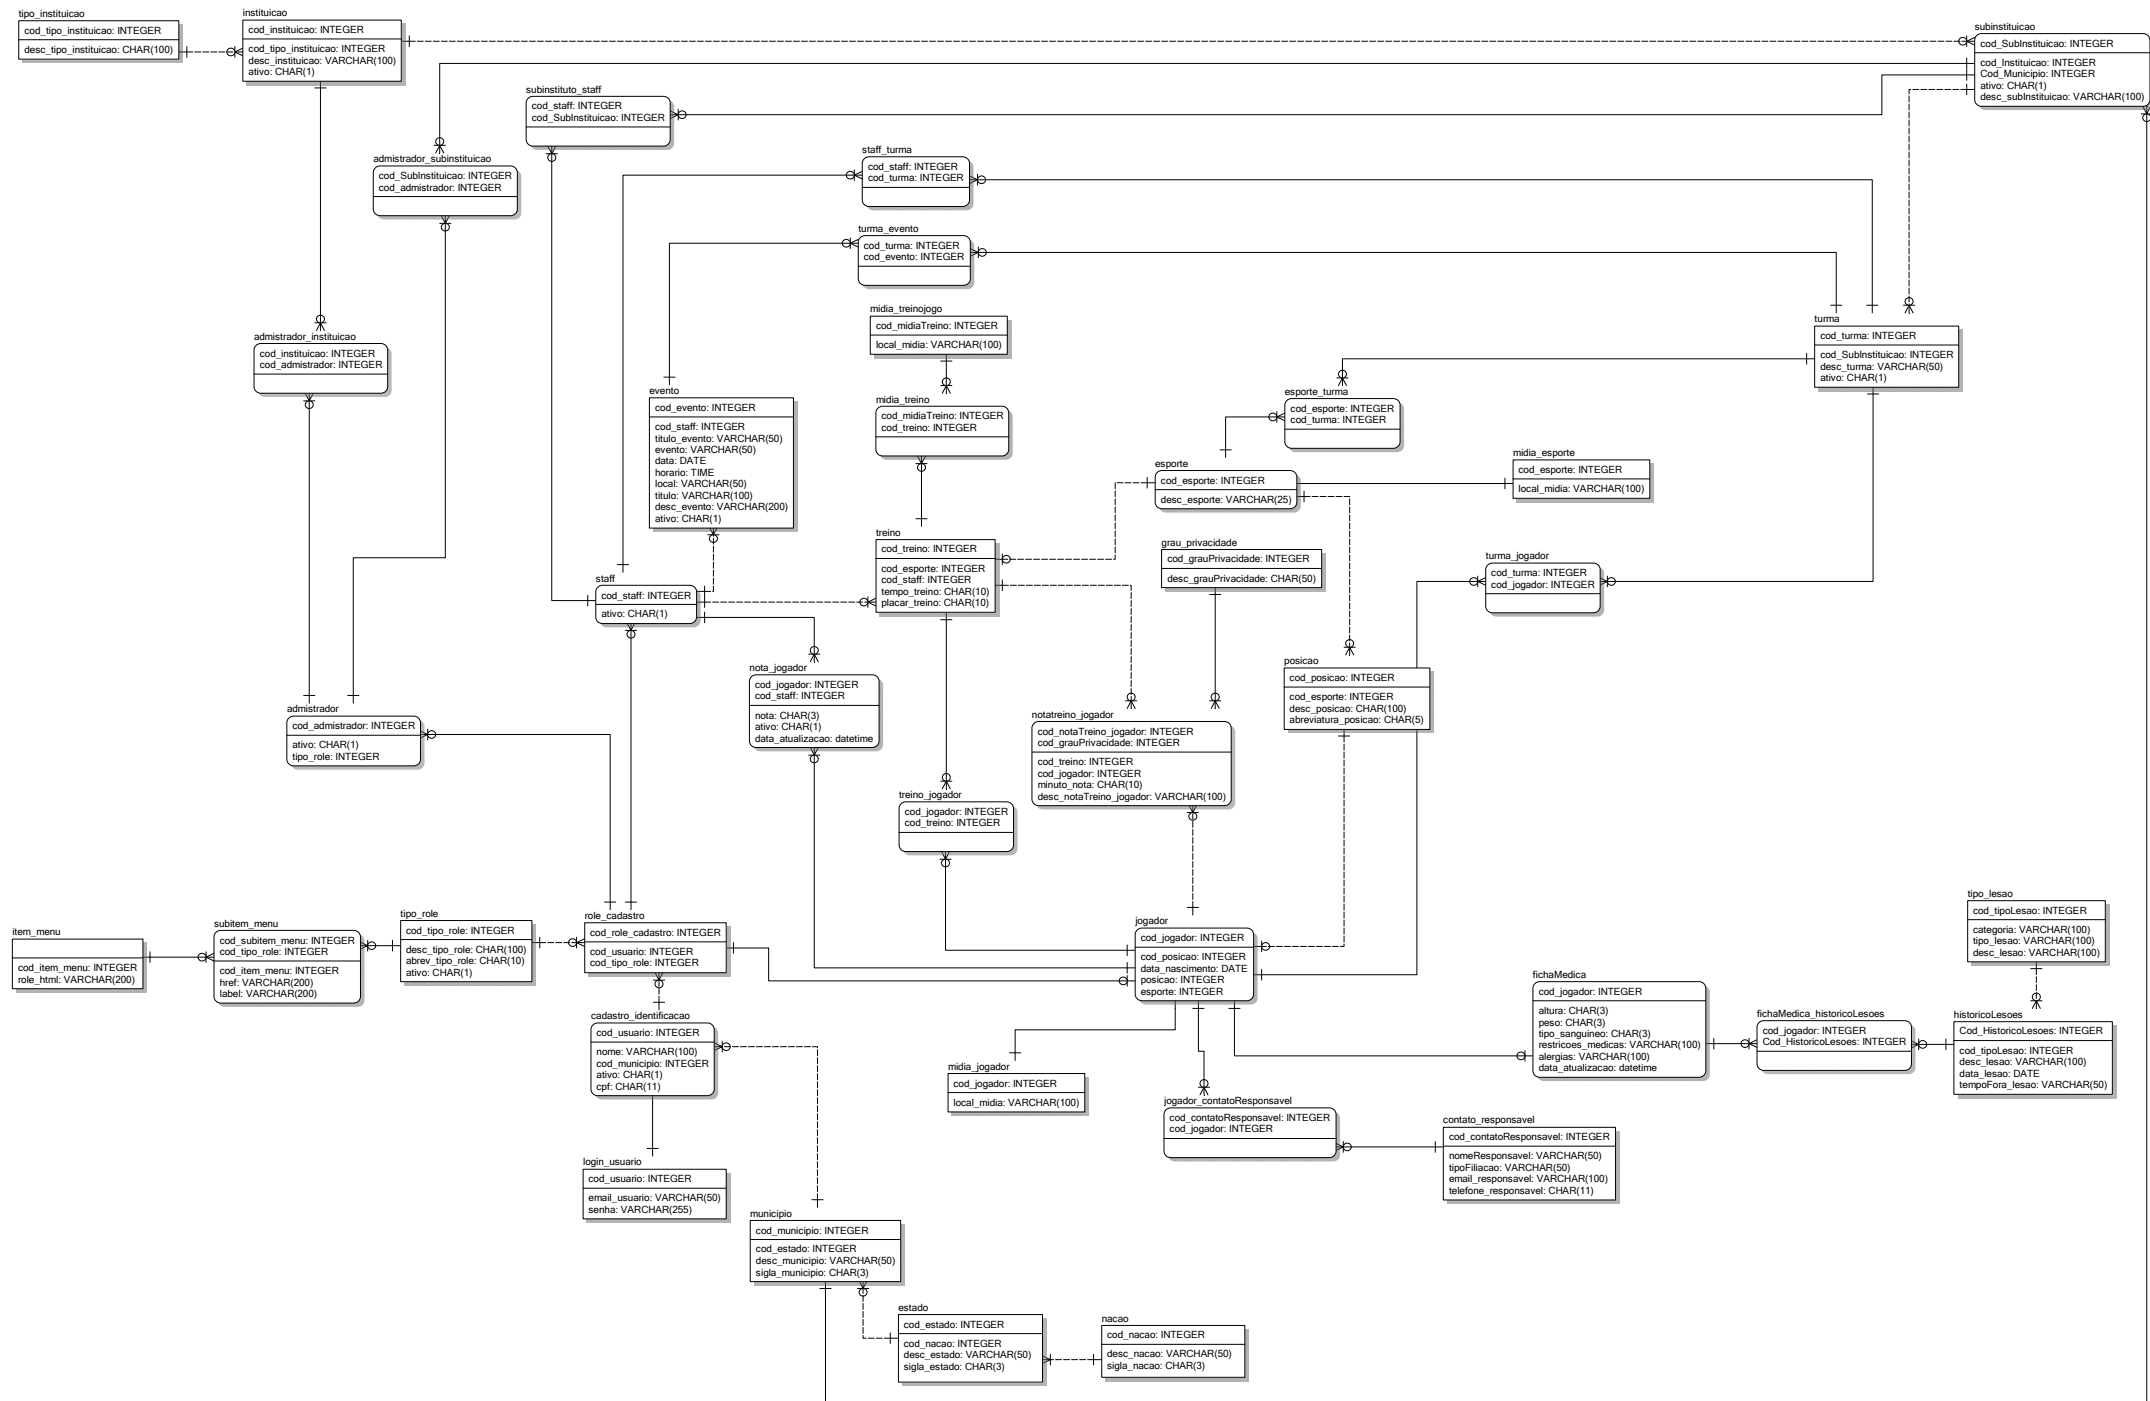 tipo_instituicao
cod_tipo_instituicao: INTEGER
desc_tipo_instituicao: CHAR(100)
instituicao
cod_instituicao: INTEGER
cod_tipo_instituicao: INTEGER
desc_instituicao: VARCHAR(100)
ativo: CHAR(1)
subinstituicao
cod_SubInstituicao: INTEGER
cod_Instituicao: INTEGER
Cod_Municipio: INTEGER
ativo: CHAR(1)
desc_subInstituicao: VARCHAR(100)
subinstituto_staff
cod_staff: INTEGER
cod_SubInstituicao: INTEGER
admistrador_subinstituicao
cod_SubInstituicao: INTEGER
cod_admistrador: INTEGER
staff_turma
cod_staff: INTEGER
cod_turma: INTEGER
turma_evento
cod_turma: INTEGER
cod_evento: INTEGER
midia_treinojogo
cod_midiaTreino: INTEGER
local_midia: VARCHAR(100)
turma
cod_turma: INTEGER
cod_SubInstituicao: INTEGER
desc_turma: VARCHAR(50)
ativo: CHAR(1)
admistrador_instituicao
cod_instituicao: INTEGER
cod_admistrador: INTEGER
evento
cod_evento: INTEGER
cod_staff: INTEGER
titulo_evento: VARCHAR(50)
evento: VARCHAR(50)
data: DATE
horario: TIME
local: VARCHAR(50)
titulo: VARCHAR(100)
desc_evento: VARCHAR(200)
ativo: CHAR(1)
midia_treino
cod_midiaTreino: INTEGER
cod_treino: INTEGER
esporte_turma
cod_esporte: INTEGER
cod_turma: INTEGER
esporte
cod_esporte: INTEGER
desc_esporte: VARCHAR(25)
midia_esporte
cod_esporte: INTEGER
local_midia: VARCHAR(100)
treino
cod_treino: INTEGER
cod_esporte: INTEGER
cod_staff: INTEGER
tempo_treino: CHAR(10)
placar_treino: CHAR(10)
grau_privacidade
cod_grauPrivacidade: INTEGER
desc_grauPrivacidade: CHAR(50)
turma_jogador
cod_turma: INTEGER
cod_jogador: INTEGER
staff
cod_staff: INTEGER
ativo: CHAR(1)
nota_jogador
cod_jogador: INTEGER
cod_staff: INTEGER
nota: CHAR(3)
ativo: CHAR(1)
data_atualizacao: datetime
posicao
cod_posicao: INTEGER
cod_esporte: INTEGER
desc_posicao: CHAR(100)
abreviatura_posicao: CHAR(5)
admistrador
cod_admistrador: INTEGER
ativo: CHAR(1)
tipo_role: INTEGER
notatreino_jogador
cod_notaTreino_jogador: INTEGER
cod_grauPrivacidade: INTEGER
cod_treino: INTEGER
cod_jogador: INTEGER
minuto_nota: CHAR(10)
desc_notaTreino_jogador: VARCHAR(100)
treino_jogador
cod_jogador: INTEGER
cod_treino: INTEGER
item_menu
cod_item_menu: INTEGER
role_html: VARCHAR(200)
subitem_menu
cod_subitem_menu: INTEGER
cod_tipo_role: INTEGER
cod_item_menu: INTEGER
href: VARCHAR(200)
label: VARCHAR(200)
tipo_role
cod_tipo_role: INTEGER
desc_tipo_role: CHAR(100)
abrev_tipo_role: CHAR(10)
ativo: CHAR(1)
role_cadastro
cod_role_cadastro: INTEGER
cod_usuario: INTEGER
cod_tipo_role: INTEGER
jogador
cod_jogador: INTEGER
cod_posicao: INTEGER
data_nascimento: DATE
posicao: INTEGER
esporte: INTEGER
tipo_lesao
cod_tipoLesao: INTEGER
categoria: VARCHAR(100)
tipo_lesao: VARCHAR(100)
desc_lesao: VARCHAR(100)
fichaMedica
cod_jogador: INTEGER
altura: CHAR(3)
peso: CHAR(3)
tipo_sanguineo: CHAR(3)
restricoes_medicas: VARCHAR(100)
alergias: VARCHAR(100)
data_atualizacao: datetime
fichaMedica_historicoLesoes
cod_jogador: INTEGER
Cod_HistoricoLesoes: INTEGER
historicoLesoes
Cod_HistoricoLesoes: INTEGER
cod_tipoLesao: INTEGER
desc_lesao: VARCHAR(100)
data_lesao: DATE
tempoFora_lesao: VARCHAR(50)
cadastro_identificacao
cod_usuario: INTEGER
nome: VARCHAR(100)
cod_municipio: INTEGER
ativo: CHAR(1)
cpf: CHAR(11)
midia_jogador
cod_jogador: INTEGER
local_midia: VARCHAR(100)
jogador_contatoResponsavel
cod_contatoResponsavel: INTEGER
cod_jogador: INTEGER
contato_responsavel
cod_contatoResponsavel: INTEGER
nomeResponsavel: VARCHAR(50)
tipoFiliacao: VARCHAR(50)
email_responsavel: VARCHAR(100)
telefone_responsavel: CHAR(11)
login_usuario
cod_usuario: INTEGER
email_usuario: VARCHAR(50)
senha: VARCHAR(255)
municipio
cod_municipio: INTEGER
cod_estado: INTEGER
desc_municipio: VARCHAR(50)
sigla_municipio: CHAR(3)
estado
cod_estado: INTEGER
cod_nacao: INTEGER
desc_estado: VARCHAR(50)
sigla_estado: CHAR(3)
nacao
cod_nacao: INTEGER
desc_nacao: VARCHAR(50)
sigla_nacao: CHAR(3)